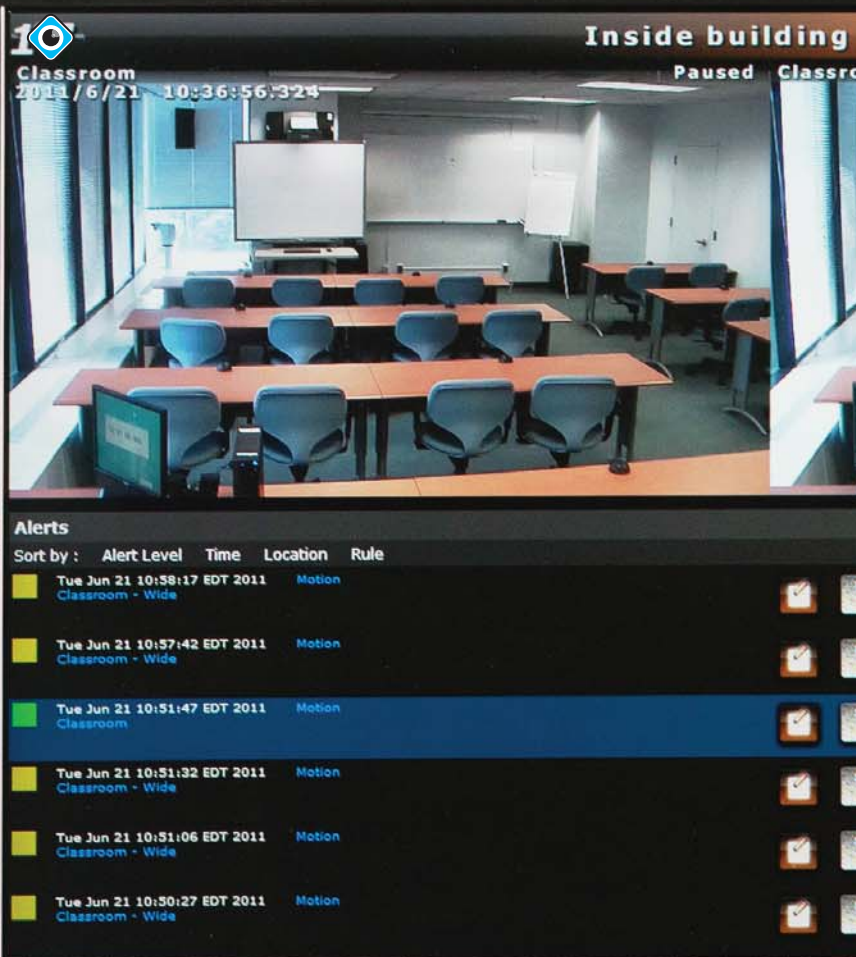 Inside building
Classroom
Paused
Classro
2011/6/21 10:36:56.324
Alerts
Sort by : Alert Level Time Location Rule
Tue Jun 21 10:58:17 EDT 2011 Motion
Classroom - Wide
Tue Jun 21 10:57:42 EDT 2011 Motion
Classroom - Wide
Tue Jun 21 10:51:47 EDT 2011 Motion
Classroom
Tue Jun 21 10:51:32 EDT 2011 Motion
Classroom - Wide
Tue Jun 21 10:51:06 EDT 2011 Motion
Classroom - Wide
Tue Jun 21 10:50:27 EDT 2011 Motion
Classroom - Wide